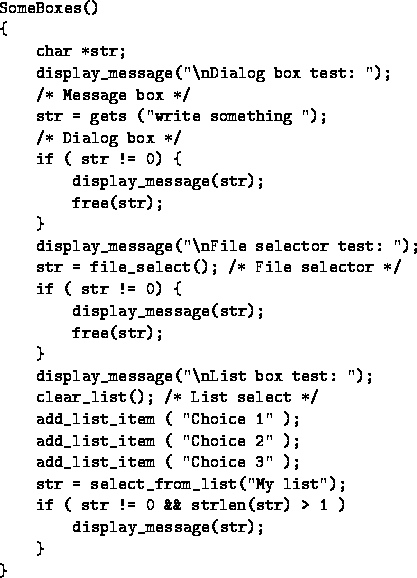 SomeBoxes()
{
    char *str;
    display_message("\nDialog box test: ");
    /* Message box */
    str = gets ("write something ");
    /* Dialog box */
    if ( str != 0) {
        display_message(str);
        free(str);
    }
    display_message("\nFile selector test: ");
    str = file_select(); /* File selector */
    if ( str != 0) {
        display_message(str);
        free(str);
    }
    display_message("\nList box test: ");
    clear_list(); /* List select */
    add_list_item ( "Choice 1" );
    add_list_item ( "Choice 2" );
    add_list_item ( "Choice 3" );
    str = select_from_list("My list");
    if ( str != 0 && strlen(str) > 1 )
        display_message(str);
    }
}